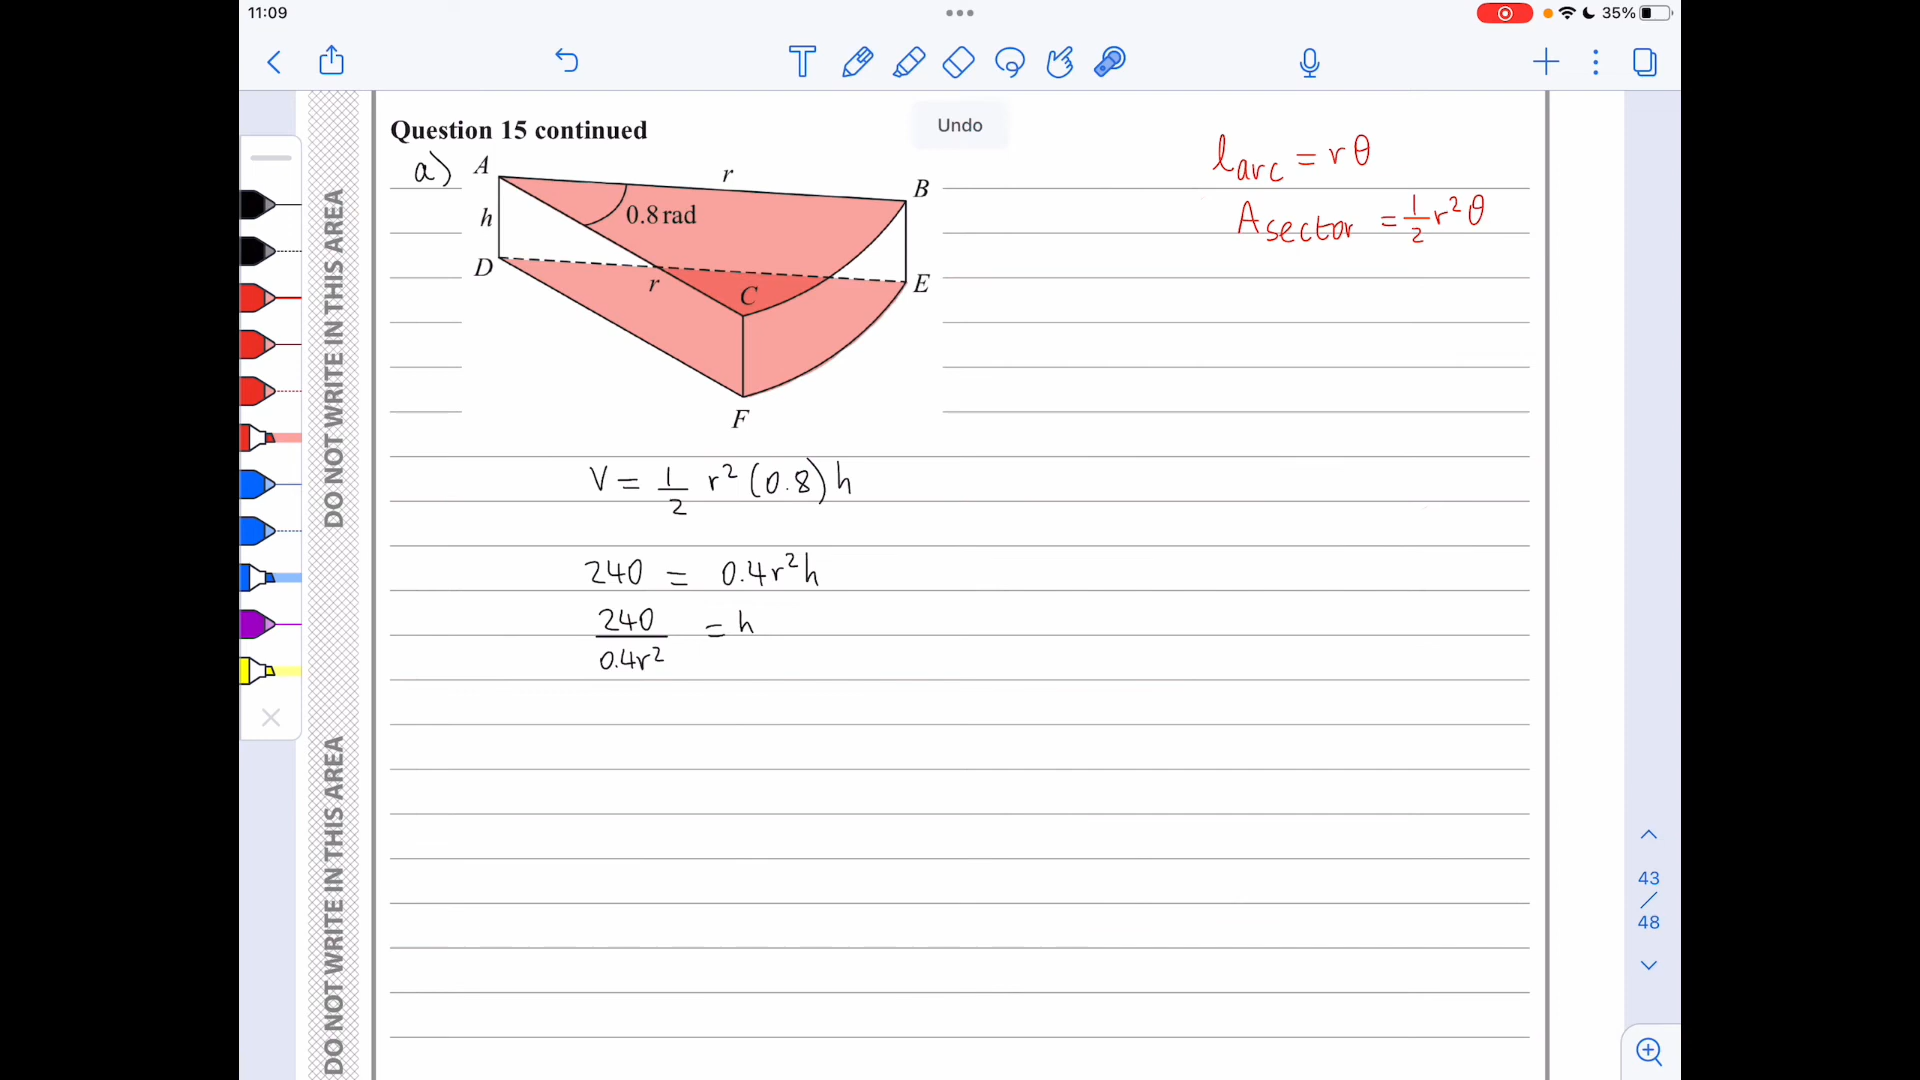 11:09
35%
Undo
Question 15 continued
a)
A
r
B
h
0.8 rad
D
r
C
E
F
l arc = rθ
A sector = 1/2 r²θ
V = 1/2 r² (0.8) h
240 = 0.4r²h
240/0.4r² = h
DO NOT WRITE IN THIS AREA
DO NOT WRITE IN THIS AREA
43
/
48